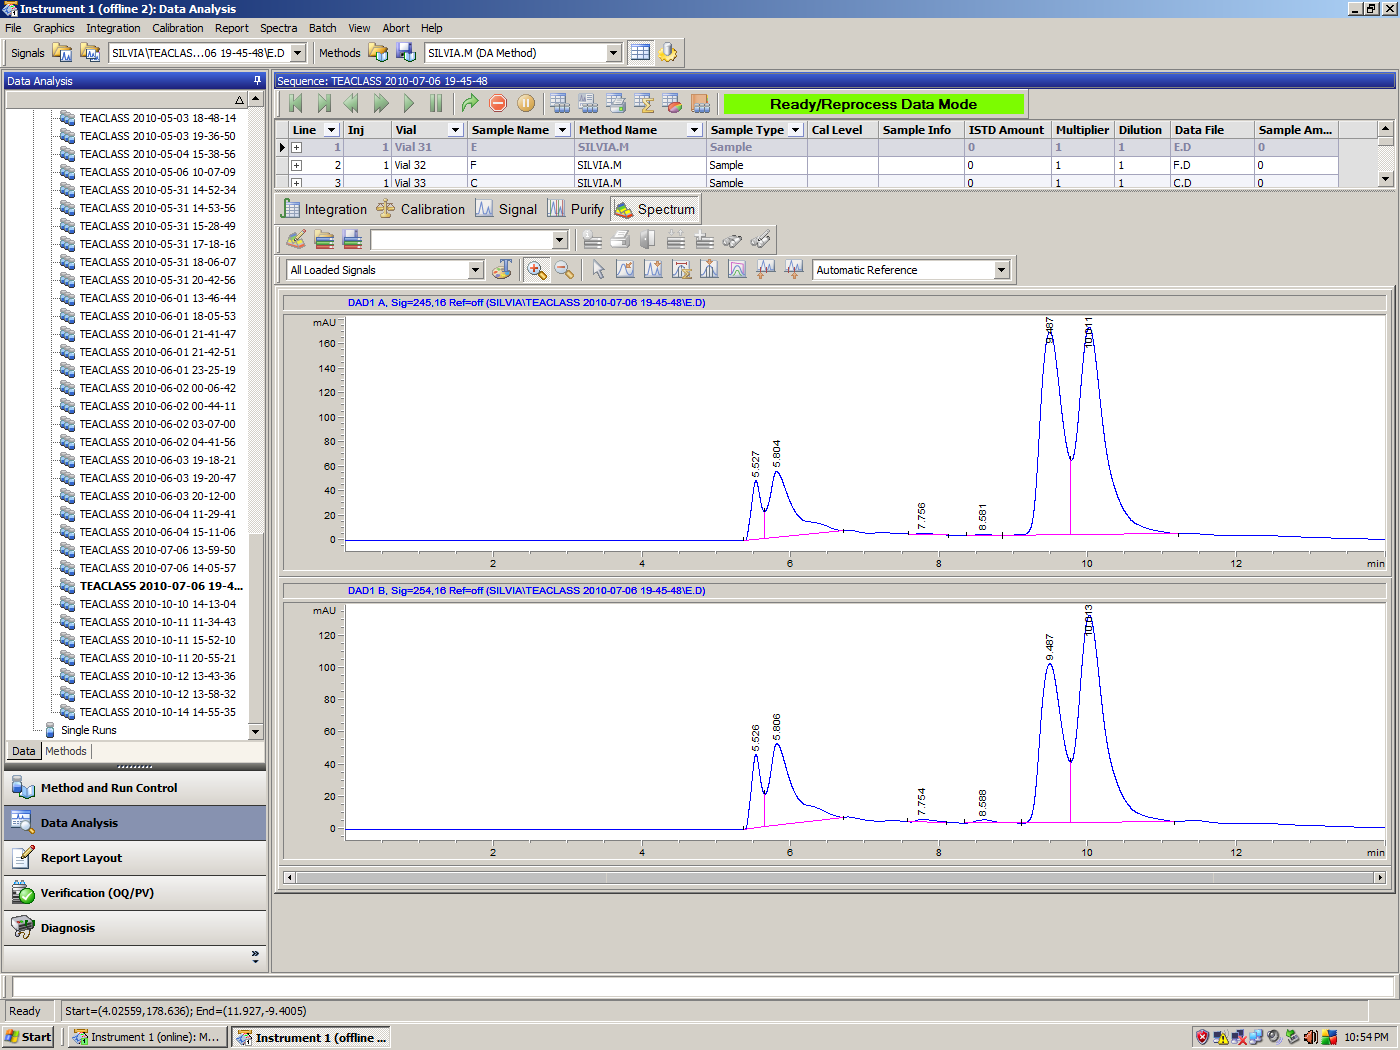 Instrument 1 (offline 2): Data Analysis
File Graphics Integration Calibration Report Spectra Batch View Abort Help
Signals SILVIA\TEACLAS...06 19-45-48\E.D Methods SILVIA.M (DA Method)
Data Analysis
TEACLASS 2010-05-03 18-48-14
TEACLASS 2010-05-03 19-36-50
TEACLASS 2010-05-04 15-38-56
TEACLASS 2010-05-06 10-07-09
TEACLASS 2010-05-31 14-52-34
TEACLASS 2010-05-31 14-53-56
TEACLASS 2010-05-31 15-28-49
TEACLASS 2010-05-31 17-18-16
TEACLASS 2010-05-31 18-06-07
TEACLASS 2010-05-31 20-42-56
TEACLASS 2010-06-01 13-46-44
TEACLASS 2010-06-01 18-05-53
TEACLASS 2010-06-01 21-41-47
TEACLASS 2010-06-01 21-42-51
TEACLASS 2010-06-01 23-25-19
TEACLASS 2010-06-02 00-06-42
TEACLASS 2010-06-02 00-44-11
TEACLASS 2010-06-02 03-07-00
TEACLASS 2010-06-02 04-41-56
TEACLASS 2010-06-03 19-18-21
TEACLASS 2010-06-03 19-20-47
TEACLASS 2010-06-03 20-12-00
TEACLASS 2010-06-04 11-29-41
TEACLASS 2010-06-04 15-11-06
TEACLASS 2010-07-06 13-59-50
TEACLASS 2010-07-06 14-05-57
TEACLASS 2010-07-06 19-4...
TEACLASS 2010-10-10 14-13-04
TEACLASS 2010-10-11 11-34-43
TEACLASS 2010-10-11 15-52-10
TEACLASS 2010-10-11 20-55-21
TEACLASS 2010-10-12 13-43-36
TEACLASS 2010-10-12 13-58-32
TEACLASS 2010-10-14 14-55-35
Single Runs
Data Methods
Method and Run Control
Data Analysis
Report Layout
Verification (OQ/PV)
Diagnosis
Sequence: TEACLASS 2010-07-06 19-45-48
Ready/Reprocess Data Mode
Line Inj Vial Sample Name Method Name Sample Type Cal Level Sample Info ISTD Amount Multiplier Dilution Data File Sample Am...
1 1 Vial 31 E SILVIA.M Sample 0 1 1 E.D 0
2 1 Vial 32 F SILVIA.M Sample 0 1 1 F.D 0
3 1 Vial 33 C SILVIA.M Sample 0 1 1 C.D 0
Integration Calibration Signal Purify Spectrum
All Loaded Signals Automatic Reference
DAD1 A, Sig=245,16 Ref=off (SILVIA\TEACLASS 2010-07-06 19-45-48\E.D)
mAU
160
140
120
100
80
60
40
20
0
5.527
5.804
7.756
8.581
9.487
10.011
2 4 6 8 10 12 min
DAD1 B, Sig=254,16 Ref=off (SILVIA\TEACLASS 2010-07-06 19-45-48\E.D)
mAU
120
100
80
60
40
20
0
5.526
5.806
7.754
8.588
9.487
10.013
2 4 6 8 10 12 min
Ready Start=(4.02559,178.636); End=(11.927,-9.4005)
Start Instrument 1 (online): M... Instrument 1 (offline ... 10:54 PM